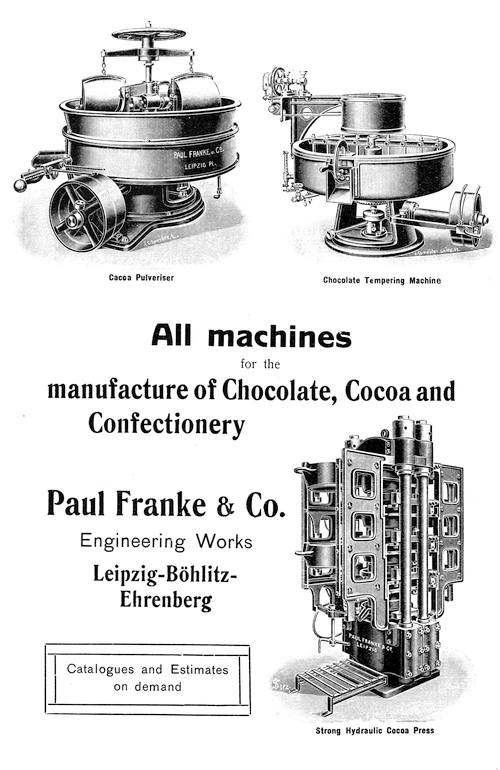 PAUL FRANKE & CO.
LEIPZIG Pl.
Cacoa Pulveriser
Chocolate Tempering Machine
All machines
for the
manufacture of Chocolate, Cocoa and
Confectionery
Paul Franke & Co.
Engineering Works
Leipzig-Böhlitz-
Ehrenberg
Catalogues and Estimates
on demand
PAUL FRANKE & CO.
LEIPZIG
Strong Hydraulic Cocoa Press